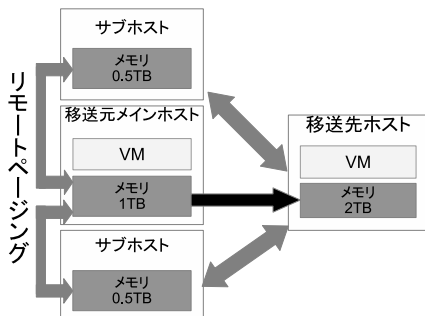 サブホスト
メモリ
0.5TB
リモートページング
移送元メインホスト
VM
メモリ
1TB
サブホスト
メモリ
0.5TB
移送先ホスト
VM
メモリ
2TB